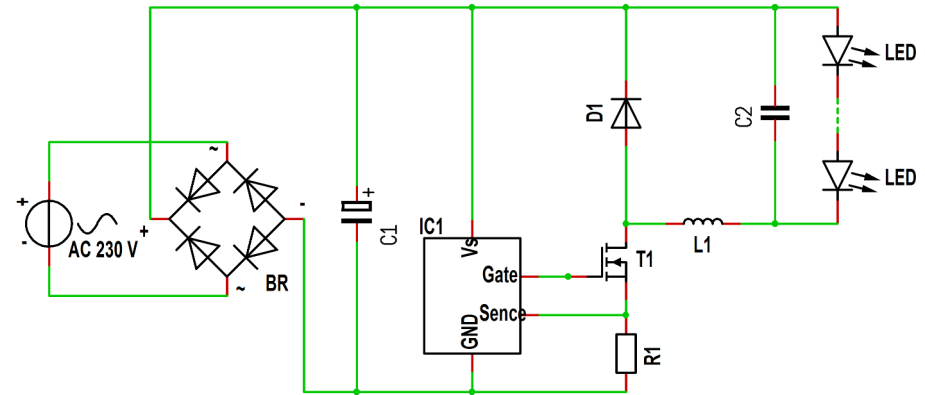 LED
D1
C2
~
LED
+
+
AC 230 V
-
+
-
C1
IC1
Vs
L1
T1
Gate
BR
~
Sence
GND
R1